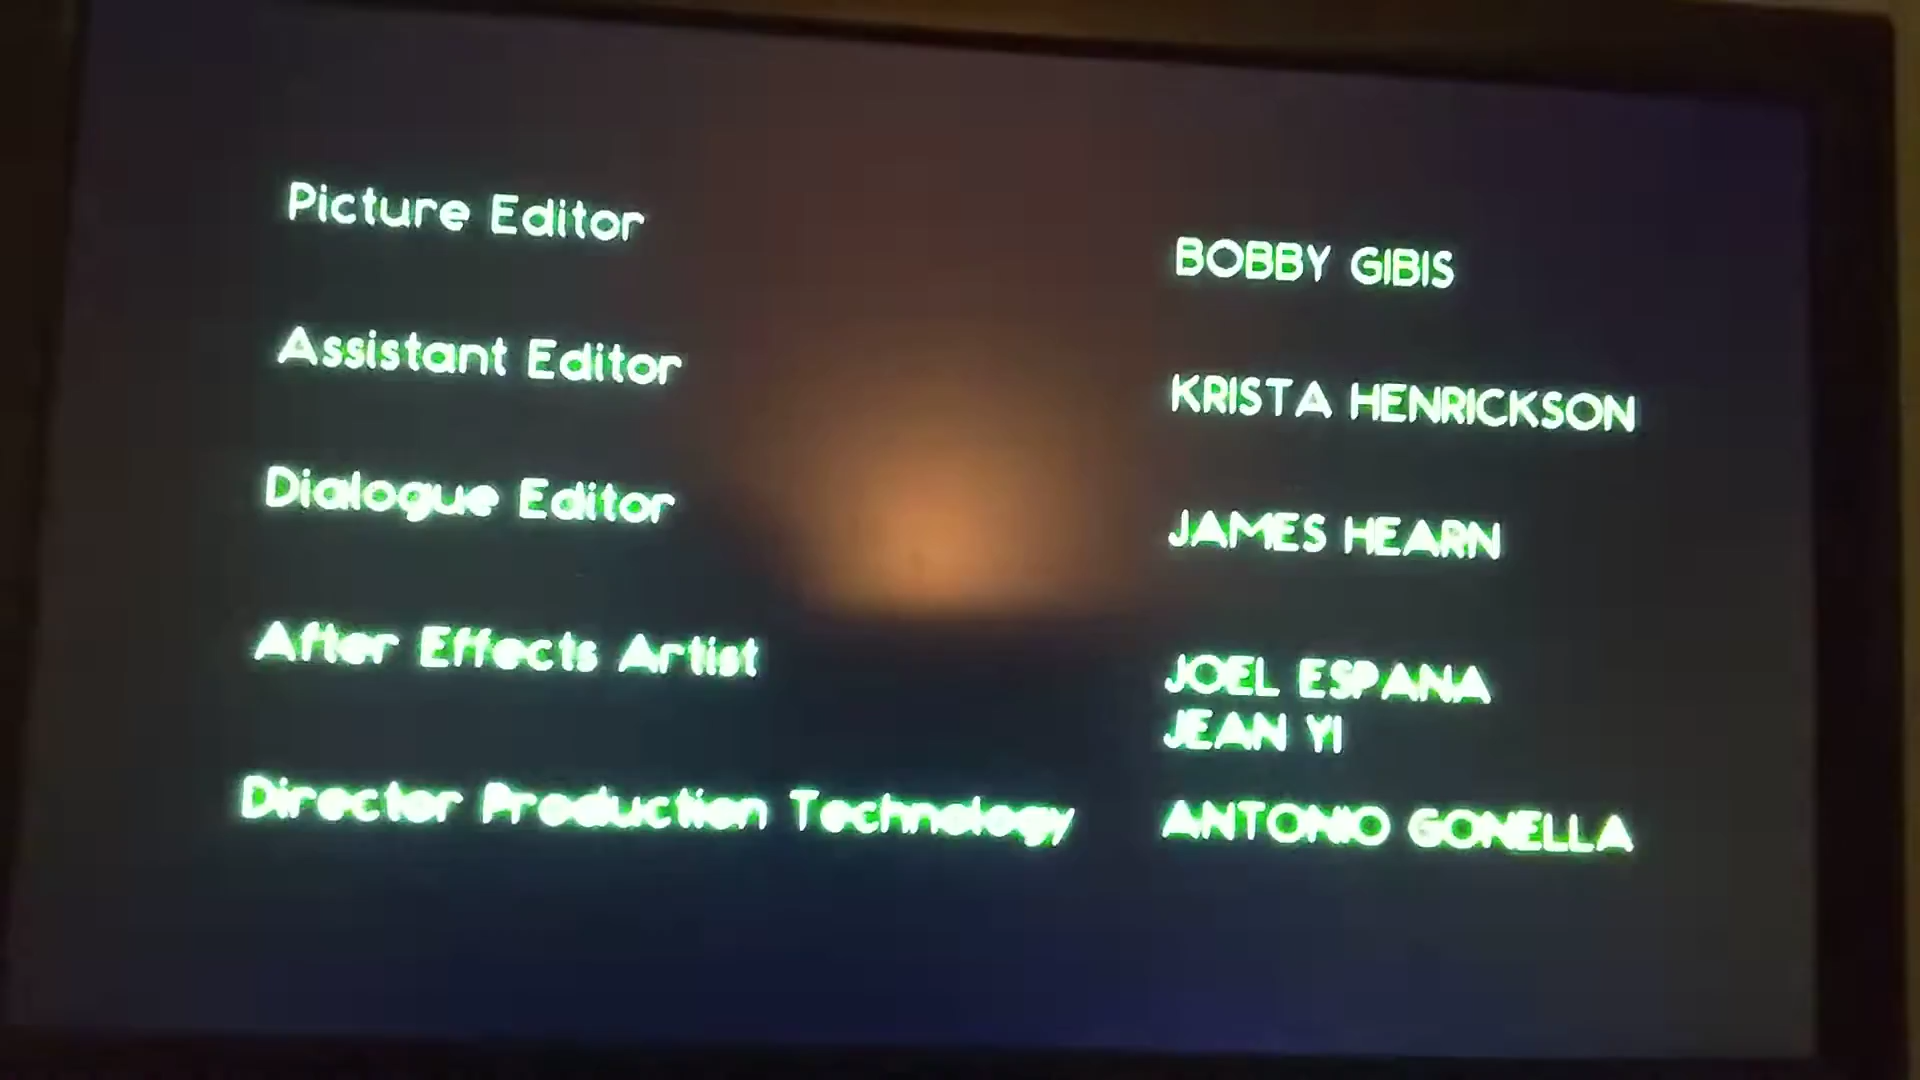 Picture Editor
BOBBY GIBIS
Assistant Editor
KRISTA HENRICKSON
Dialogue Editor
JAMES HEARN
After Effects Artist
JOEL ESPANA
JEAN YI
Director Production Technology
ANTONIO GONELLA